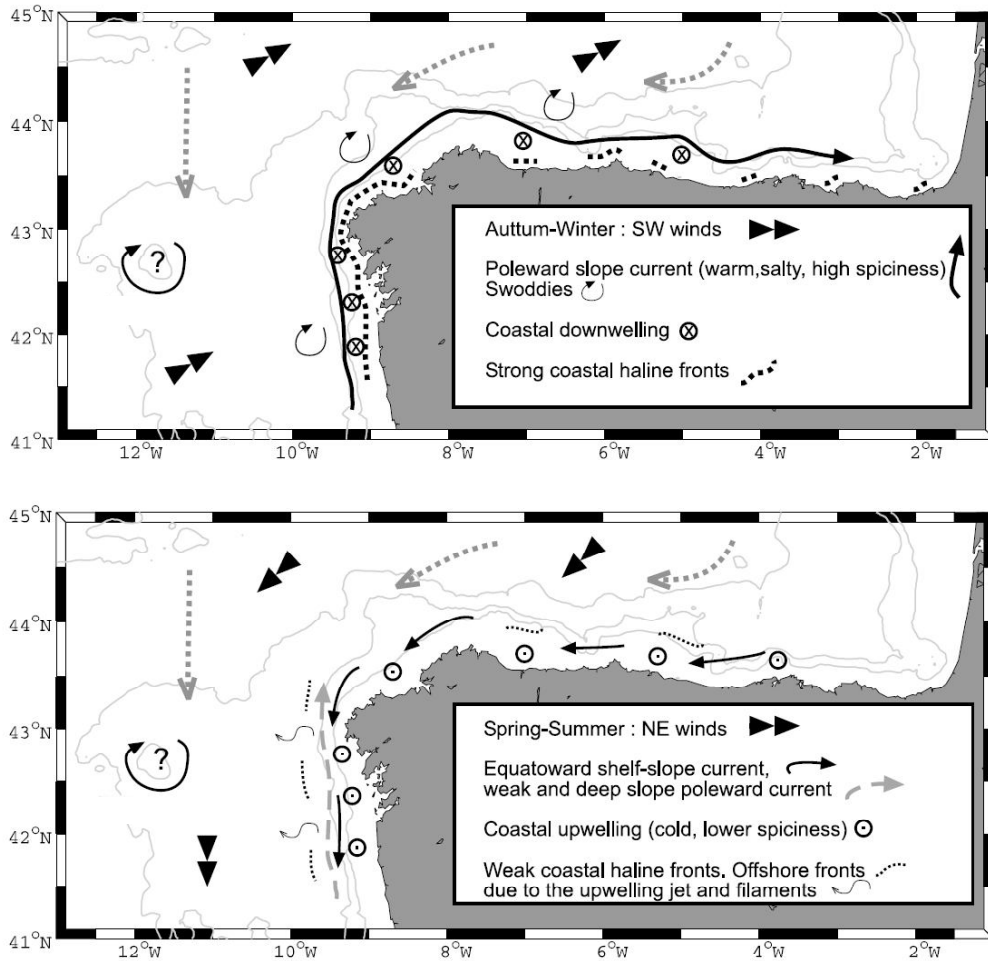 45°N
44°N
43°N
42°N
41°N
?
Auttum-Winter : SW winds
Poleward slope current (warm,salty, high spiciness)
Swoddies
Coastal downwelling
Strong coastal haline fronts
12°W 10°W 8°W 6°W 4°W 2°W
45°N
44°N
43°N
42°N
41°N
?
Spring-Summer : NE winds
Equatoward shelf-slope current,
weak and deep slope poleward current
Coastal upwelling (cold, lower spiciness)
Weak coastal haline fronts. Offshore fronts
due to the upwelling jet and filaments
12°W 10°W 8°W 6°W 4°W 2°W